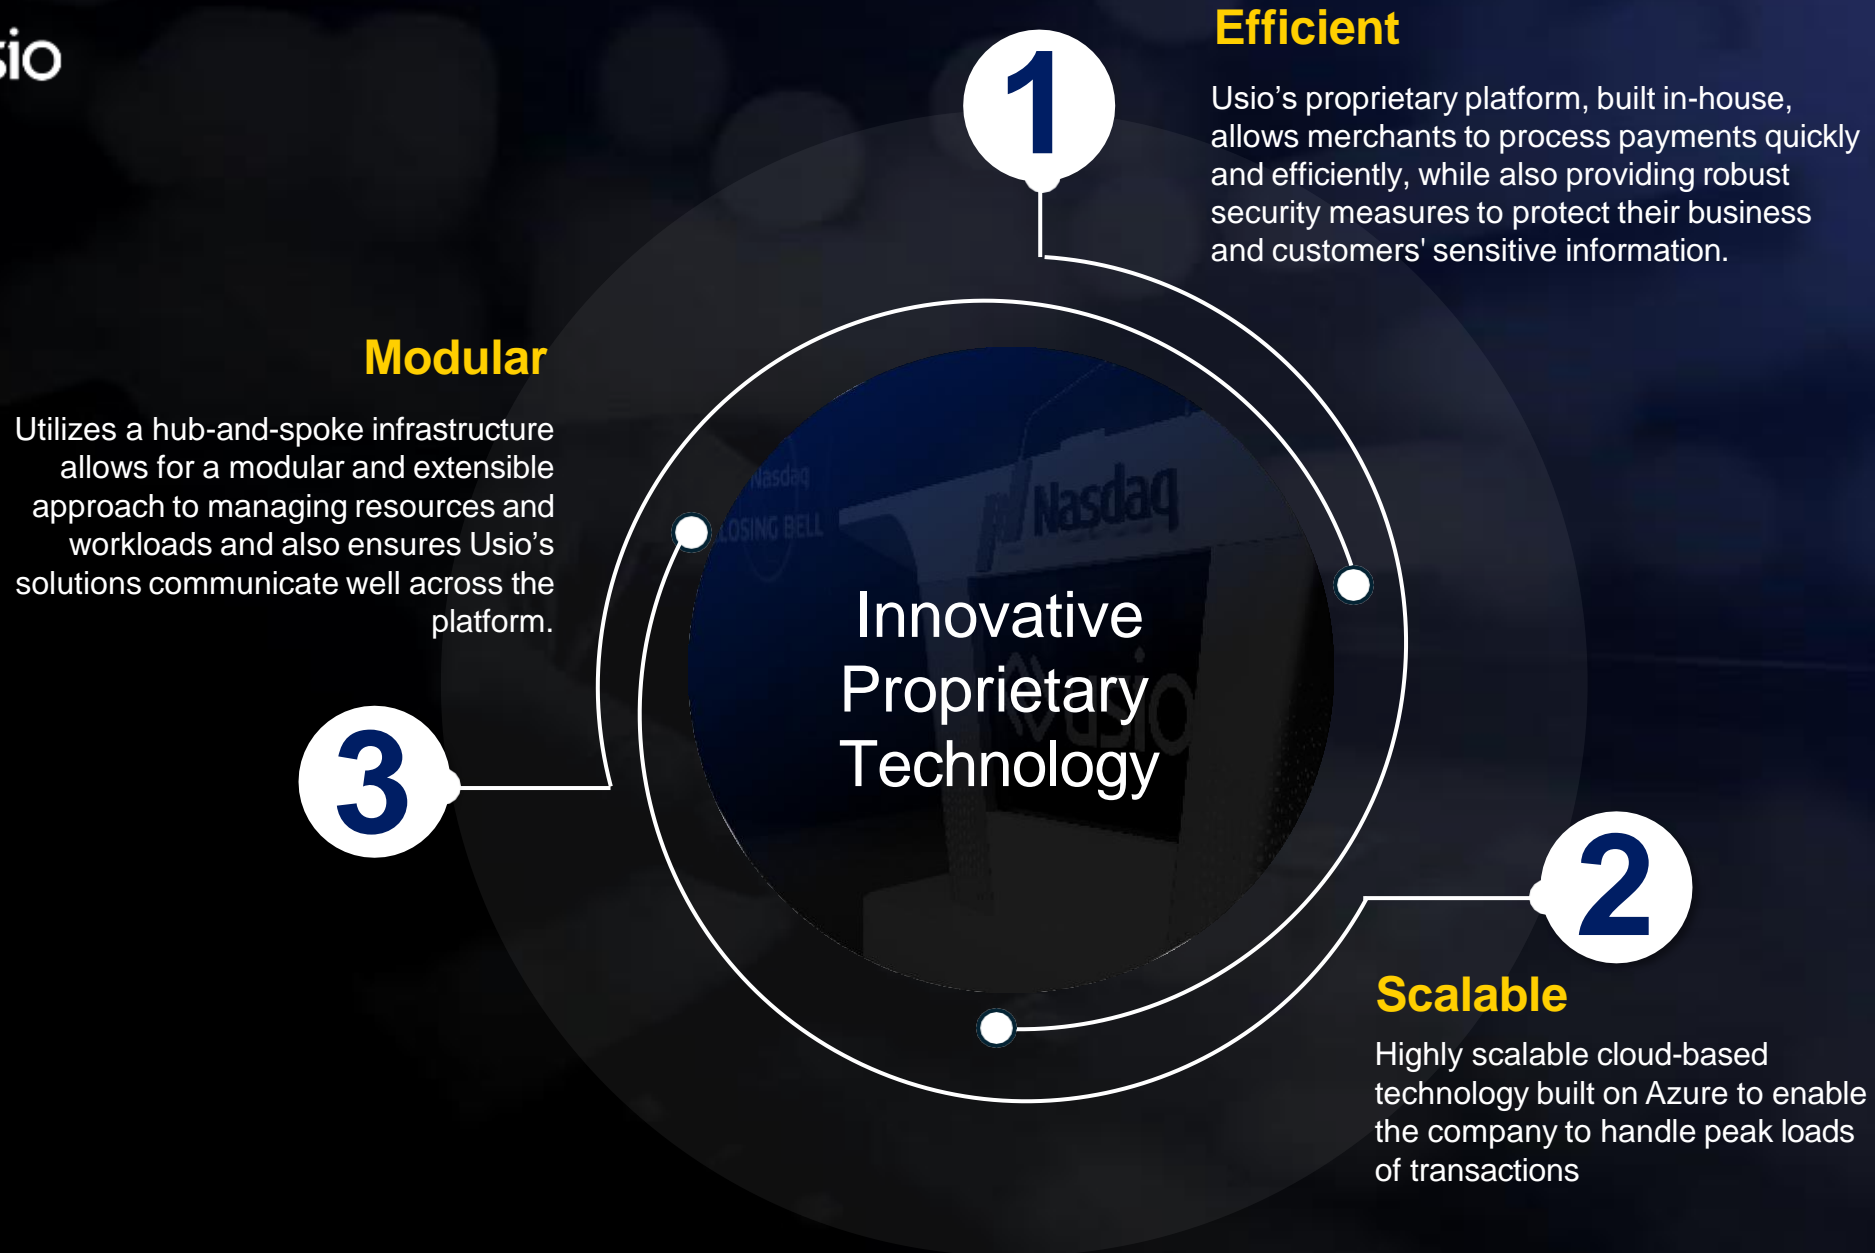 sio
1
Efficient
Usio’s proprietary platform, built in-house,
allows merchants to process payments quickly
and efficiently, while also providing robust
security measures to protect their business
and customers' sensitive information.
Modular
Utilizes a hub-and-spoke infrastructure
allows for a modular and extensible
approach to managing resources and
workloads and also ensures Usio’s
solutions communicate well across the
platform.
3
Nasdaq
CLOSING BELL
Nasdaq
usio
Innovative
Proprietary
Technology
2
Scalable
Highly scalable cloud-based
technology built on Azure to enable
the company to handle peak loads
of transactions